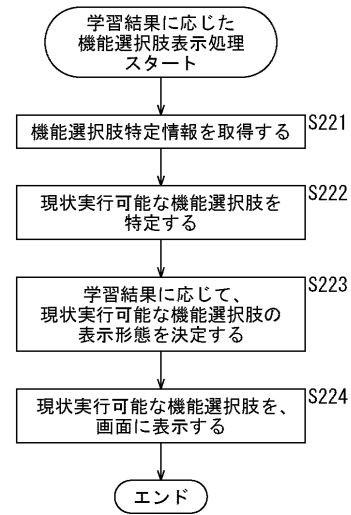 学習結果に応じた
機能選択肢表示処理
スタート
機能選択肢特定情報を取得する
S221
現状実行可能な機能選択肢を
特定する
S222
学習結果に応じて、
現状実行可能な機能選択肢の
表示形態を決定する
S223
現状実行可能な機能選択肢を、
画面に表示する
S224
エンド